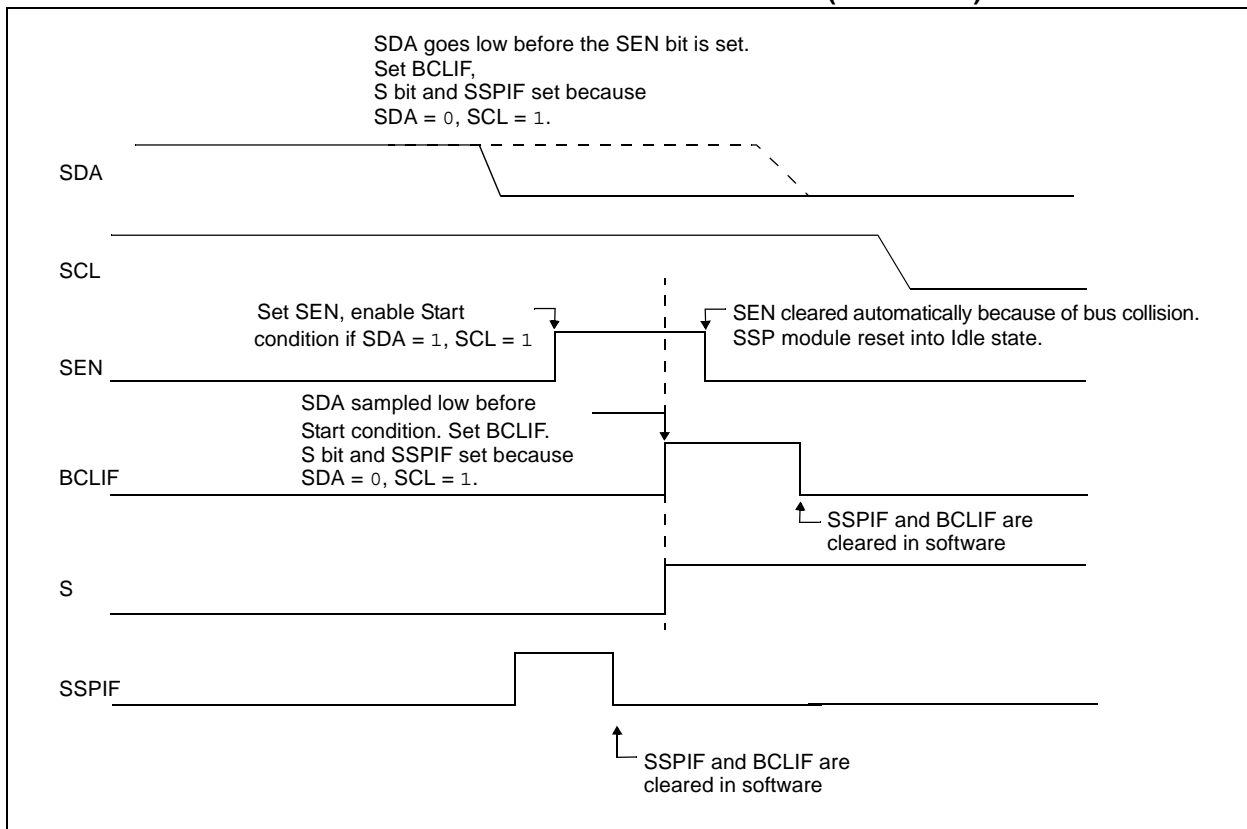 SDA goes low before the SEN bit is set.
Set BCLIF,
S bit and SSPIF set because
SDA = 0, SCL = 1.
SDA
SCL
Set SEN, enable Start
condition if SDA = 1, SCL = 1
SEN cleared automatically because of bus collision.
SSP module reset into Idle state.
SEN
SDA sampled low before
Start condition. Set BCLIF.
S bit and SSPIF set because
SDA = 0, SCL = 1.
BCLIF
SSPIF and BCLIF are
cleared in software
S
SSPIF
SSPIF and BCLIF are
cleared in software